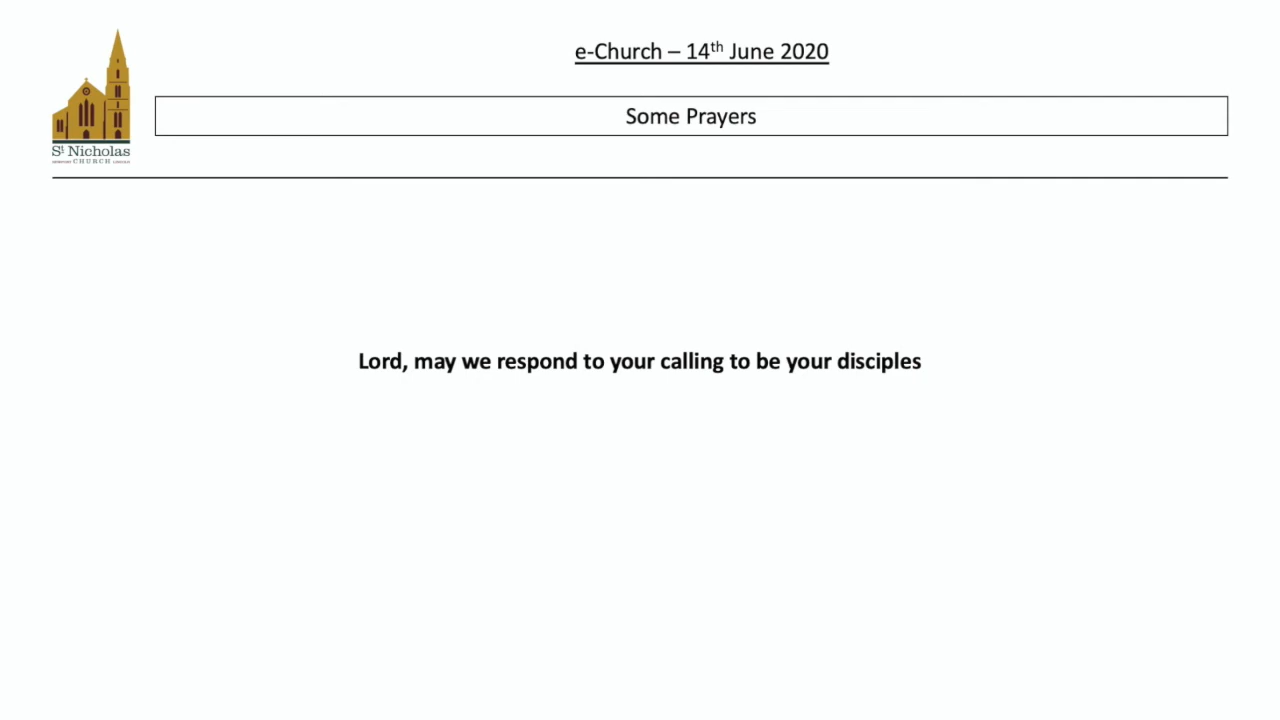 e-Church – 14th June 2020
Some Prayers
St Nicholas
CHURCH
Lord, may we respond to your calling to be your disciples